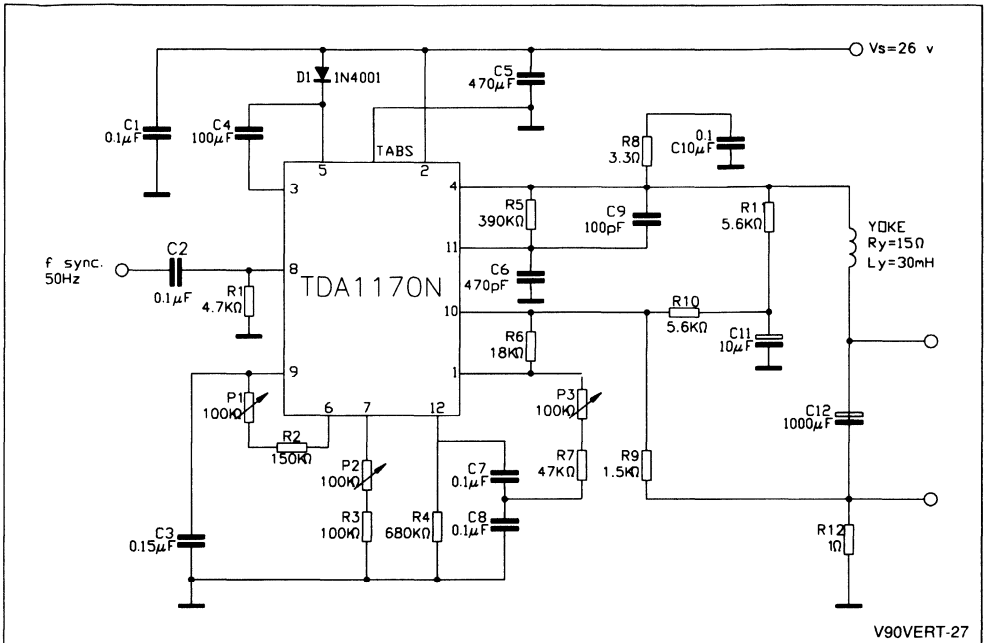 Vs=26 v
D1 1N4001
C5
470µF
C1
0.1µF
C4
100µF
TABS
5
2
3
4
R8
3.3Ω
0.1
C10µF
R5
390KΩ
C9
100pF
R11
5.6KΩ
YOKE
Ry=15Ω
Ly=30mH
11
f sync.
50Hz
C2
0.1µF
8
TDA1170N
C6
470pF
R1
4.7KΩ
10
R10
5.6KΩ
R6
18KΩ
C11
10µF
9
1
P1
100KΩ
6
7
12
P3
100KΩ
C12
1000µF
R2
150KΩ
P2
100KΩ
C7
0.1µF
R7
47KΩ
R9
1.5KΩ
C3
0.15µF
R3
100KΩ
R4
680KΩ
C8
0.1µF
R12
1Ω
V90VERT-27